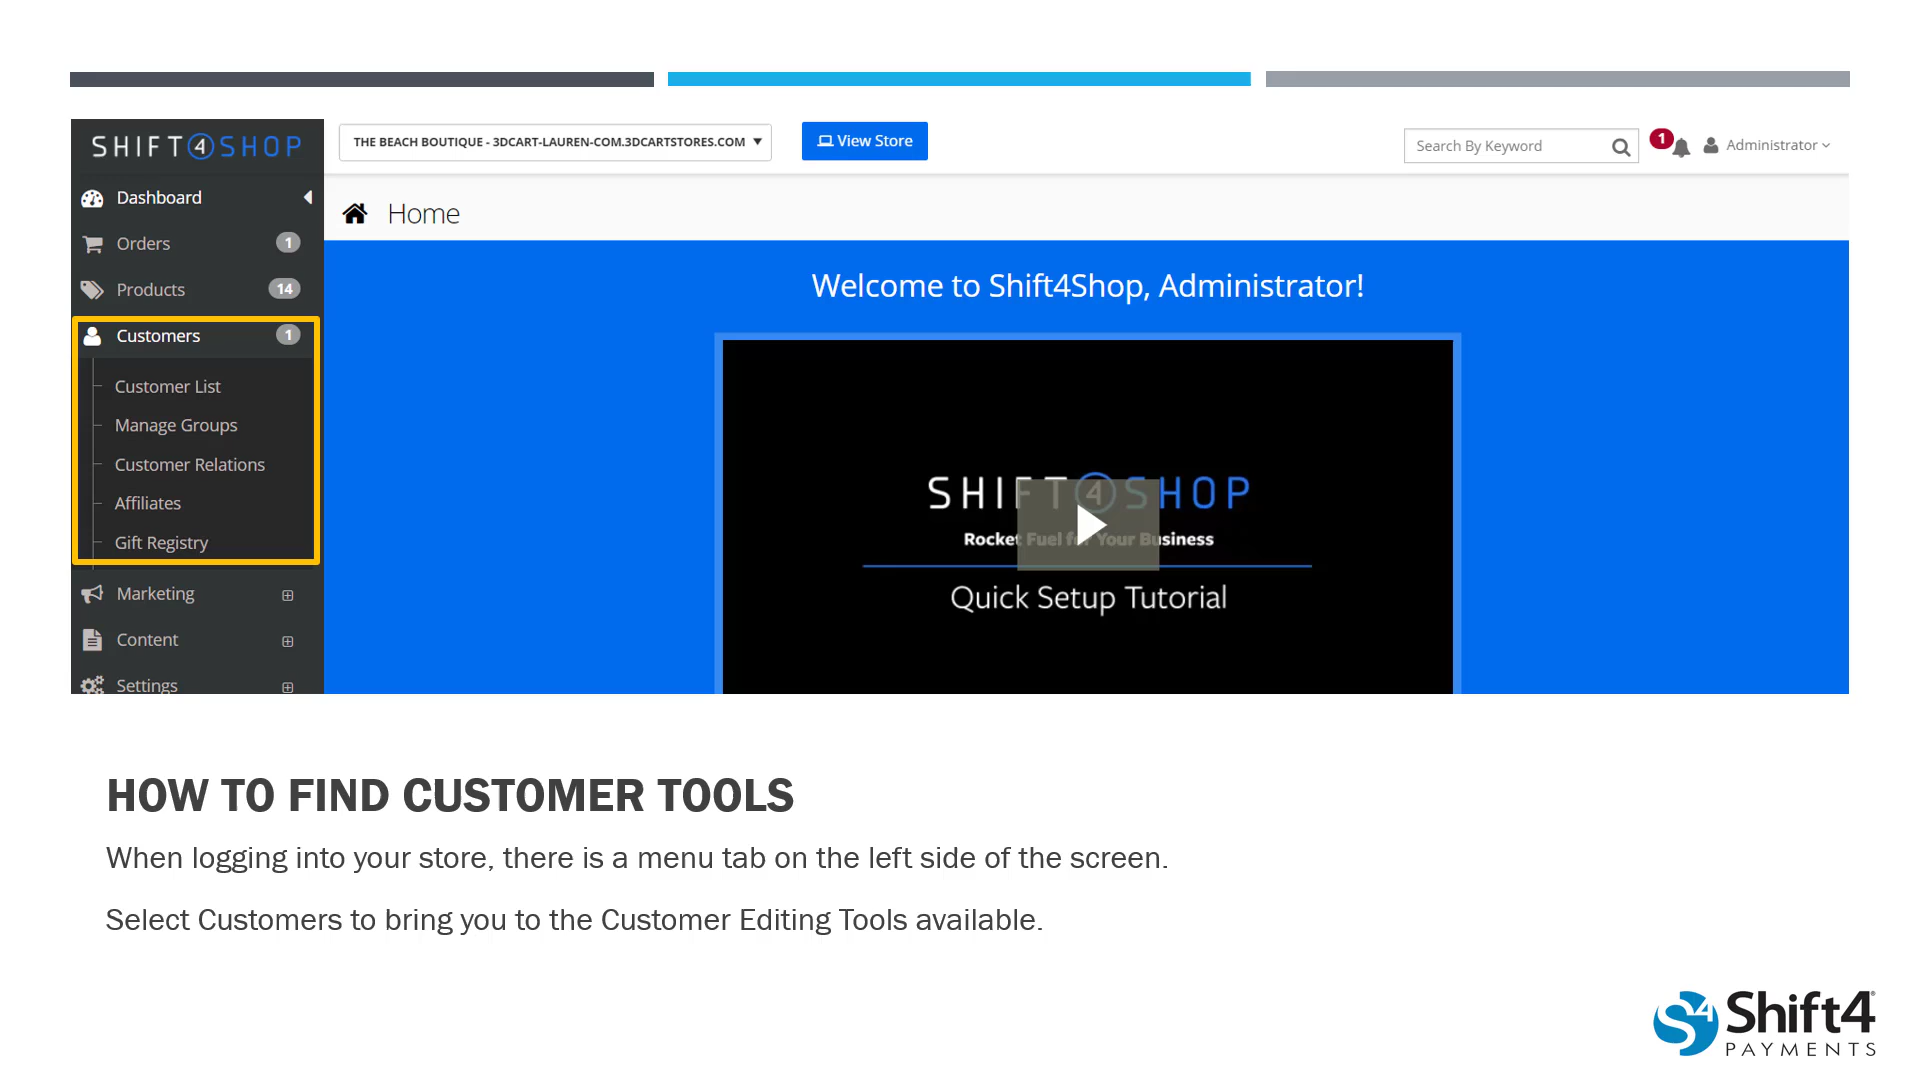 SHIFT4SHOP
THE BEACH BOUTIQUE - 3DCART-LAUREN-COM.3DCARTSTORES.COM
View Store
Search By Keyword
1
Administrator
Dashboard
Home
Orders 1
Products 14
Customers 1
Customer List
Manage Groups
Customer Relations
Affiliates
Gift Registry
Marketing
Content
Settings
Welcome to Shift4Shop, Administrator!
SHIFT4SHOP
Rocket Fuel for Your Business
Quick Setup Tutorial
HOW TO FIND CUSTOMER TOOLS
When logging into your store, there is a menu tab on the left side of the screen.
Select Customers to bring you to the Customer Editing Tools available.
S4 Shift4®
PAYMENTS